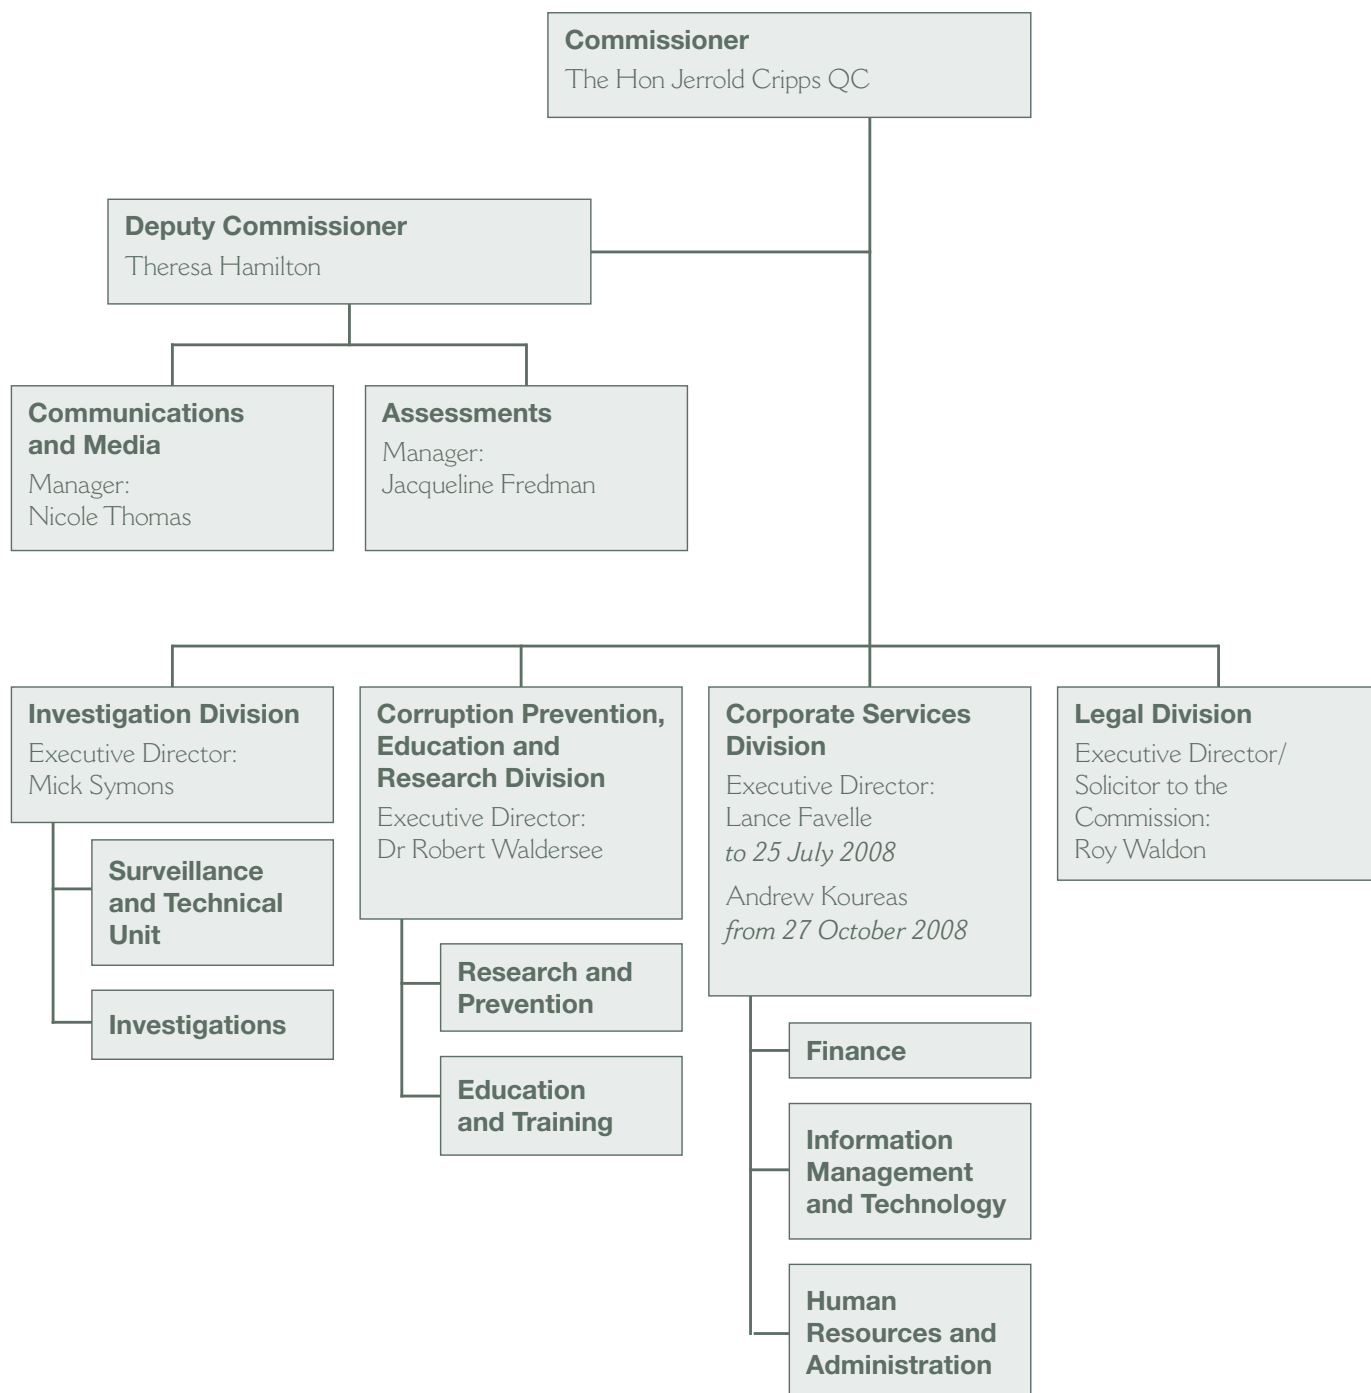 Commissioner
The Hon Jerrold Cripps QC
Deputy Commissioner
Theresa Hamilton
Communications
and Media
Manager:
Nicole Thomas
Assessments
Manager:
Jacqueline Fredman
Investigation Division
Executive Director:
Mick Symons
Surveillance
and Technical
Unit
Investigations
Corruption Prevention,
Education and
Research Division
Executive Director:
Dr Robert Waldersee
Research and
Prevention
Education
and Training
Corporate Services
Division
Executive Director:
Lance Favelle
to 25 July 2008
Andrew Koureas
from 27 October 2008
Finance
Information
Management
and Technology
Human
Resources and
Administration
Legal Division
Executive Director/
Solicitor to the
Commission:
Roy Waldon